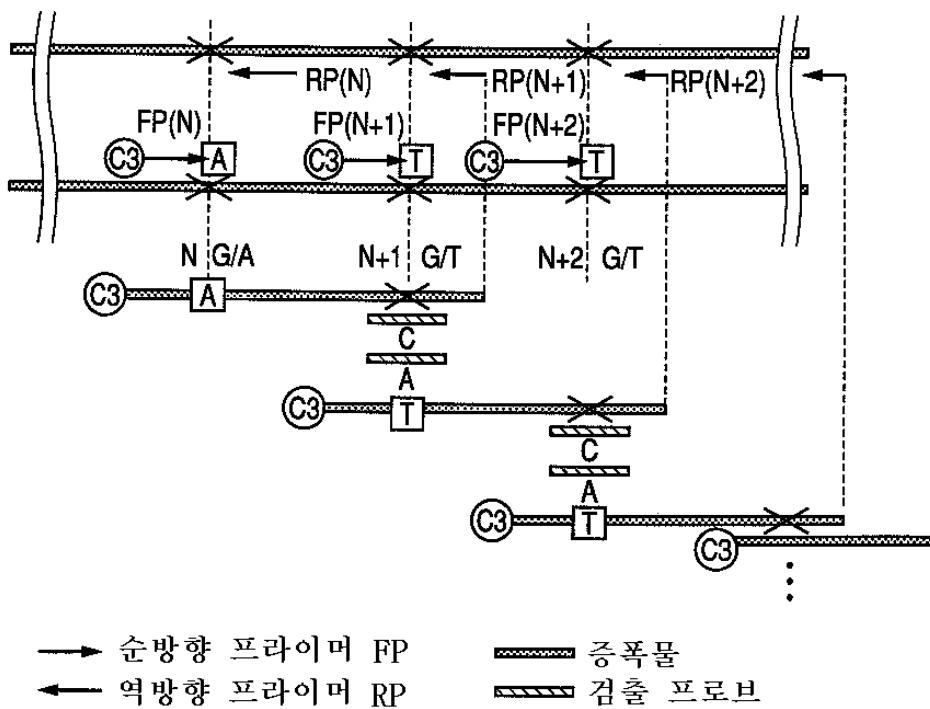 RP(N) RP(N+1) RP(N+2)
FP(N) FP(N+1) FP(N+2)
C3 A C3 T C3 T
N G/A N+1 G/T N+2 G/T
C3 A
C
A
C3 T
C
A
C3 T
C3
순방향 프라이머 FP 증폭물
역방향 프라이머 RP 검출 프로브